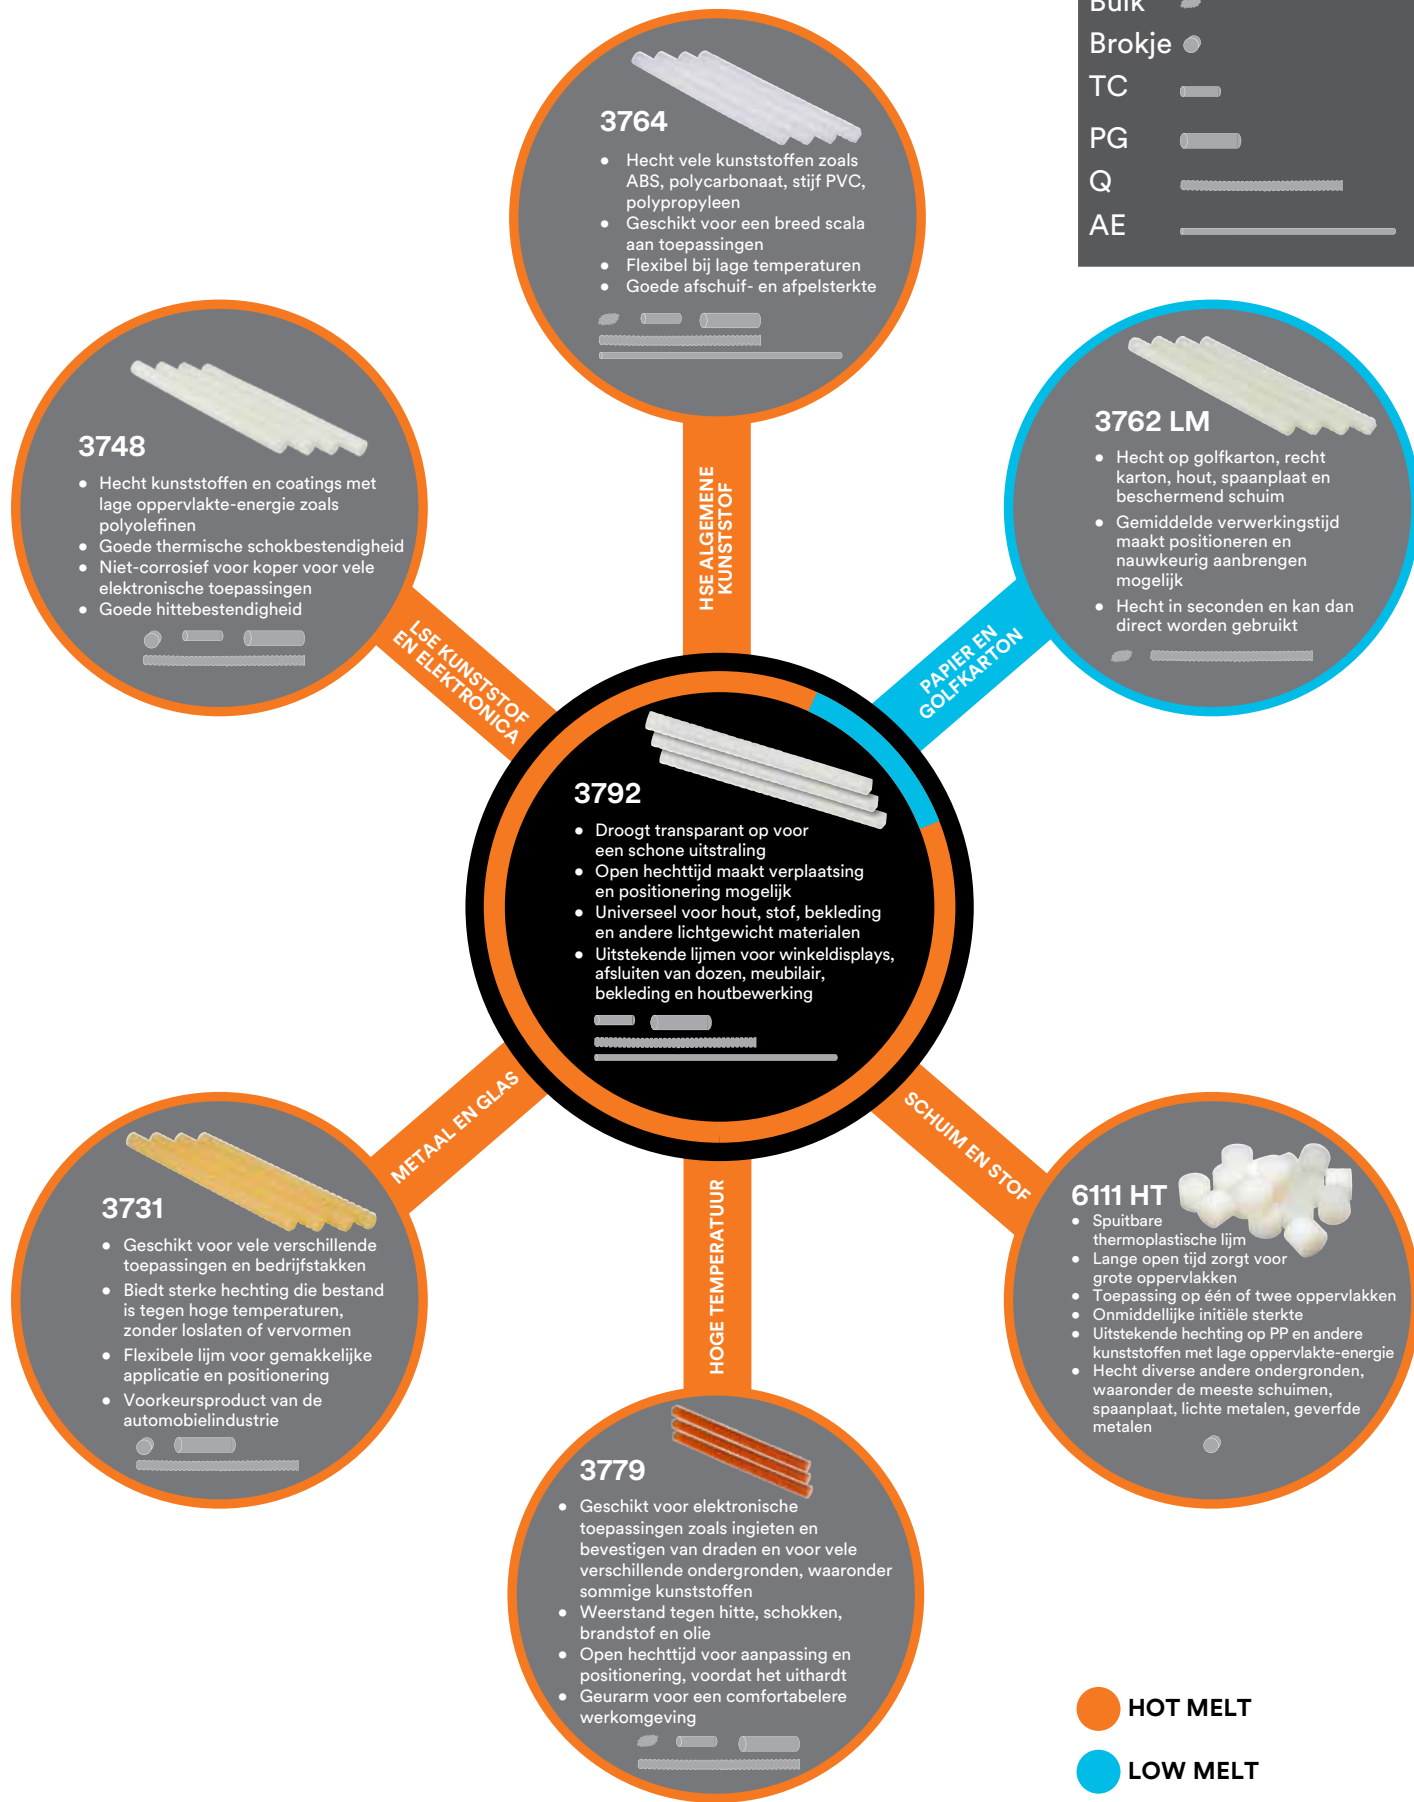 Bulk
Brokje
TC
PG
Q
AE
3764
• Hecht vele kunststoffen zoals
ABS, polycarbonaat, stijf PVC,
polypropyleen
• Geschikt voor een breed scala
aan toepassingen
• Flexibel bij lage temperaturen
• Goede afschuif- en afpelsterkte
3748
• Hecht kunststoffen en coatings met
lage oppervlakte-energie zoals
polyolefinen
• Goede thermische schokbestendigheid
• Niet-corrosief voor koper voor vele
elektronische toepassingen
• Goede hittebestendigheid
3762 LM
• Hecht op golfkarton, recht
karton, hout, spaanplaat en
beschermend schuim
• Gemiddelde verwerkingstijd
maakt positioneren en
nauwkeurig aanbrengen
mogelijk
• Hecht in seconden en kan dan
direct worden gebruikt
HSE ALGEMENE
KUNSTSTOF
LSE KUNSTSTOF
EN ELEKTRONICA
PAPIER EN
GOLFKARTON
3792
• Droogt transparant op voor
een schone uitstraling
• Open hechttijd maakt verplaatsing
en positionering mogelijk
• Universeel voor hout, stof, bekleding
en andere lichtgewicht materialen
• Uitstekende lijmen voor winkeldisplays,
afsluiten van dozen, meubilair,
bekleding en houtbewerking
METAAL EN GLAS
HOGE TEMPERATUUR
SCHUIM EN STOF
3731
• Geschikt voor vele verschillende
toepassingen en bedrijfstakken
• Biedt sterke hechting die bestand
is tegen hoge temperaturen,
zonder loslaten of vervormen
• Flexibele lijm voor gemakkelijke
applicatie en positionering
• Voorkeursproduct van de
automobielindustrie
6111 HT
• Spuitbare
thermoplastische lijm
• Lange open tijd zorgt voor
grote oppervlakken
• Toepassing op één of twee oppervlakken
• Onmiddellijke initiële sterkte
• Uitstekende hechting op PP en andere
kunststoffen met lage oppervlakte-energie
• Hecht diverse andere ondergronden,
waaronder de meeste schuimen,
spaanplaat, lichte metalen, geverfde
metalen
3779
• Geschikt voor elektronische
toepassingen zoals ingieten en
bevestigen van draden en voor vele
verschillende ondergronden, waaronder
sommige kunststoffen
• Weerstand tegen hitte, schokken,
brandstof en olie
• Open hechttijd voor aanpassing en
positionering, voordat het uithardt
• Geurarm voor een comfortabelere
werkomgeving
HOT MELT
LOW MELT